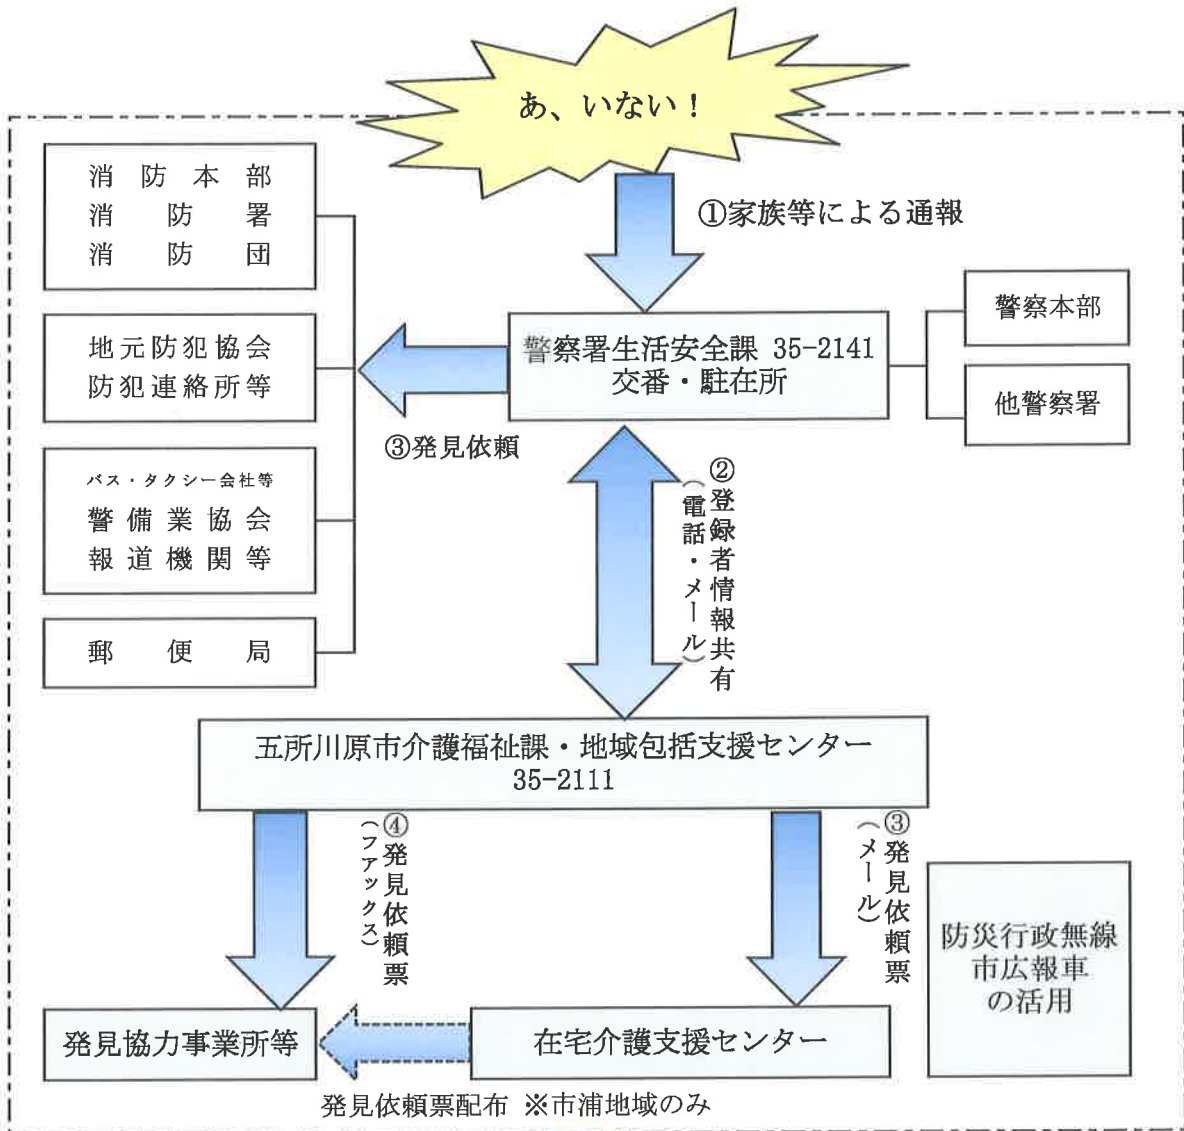 あ、いない！
①家族等による通報
消防本部
消防署
消防団
地元防犯協会
防犯連絡所等
バス・タクシー会社等
警備業協会
報道機関等
郵便局
警察署生活安全課 35-2141
交番・駐在所
警察本部
他警察署
③発見依頼
②登録者情報共有
（電話・メール）
五所川原市介護福祉課・地域包括支援センター
35-2111
④発見依頼票
（ファックス）
③発見依頼票
（メール）
防災行政無線
市広報車
の活用
発見協力事業所等
在宅介護支援センター
発見依頼票配布 ※市浦地域のみ